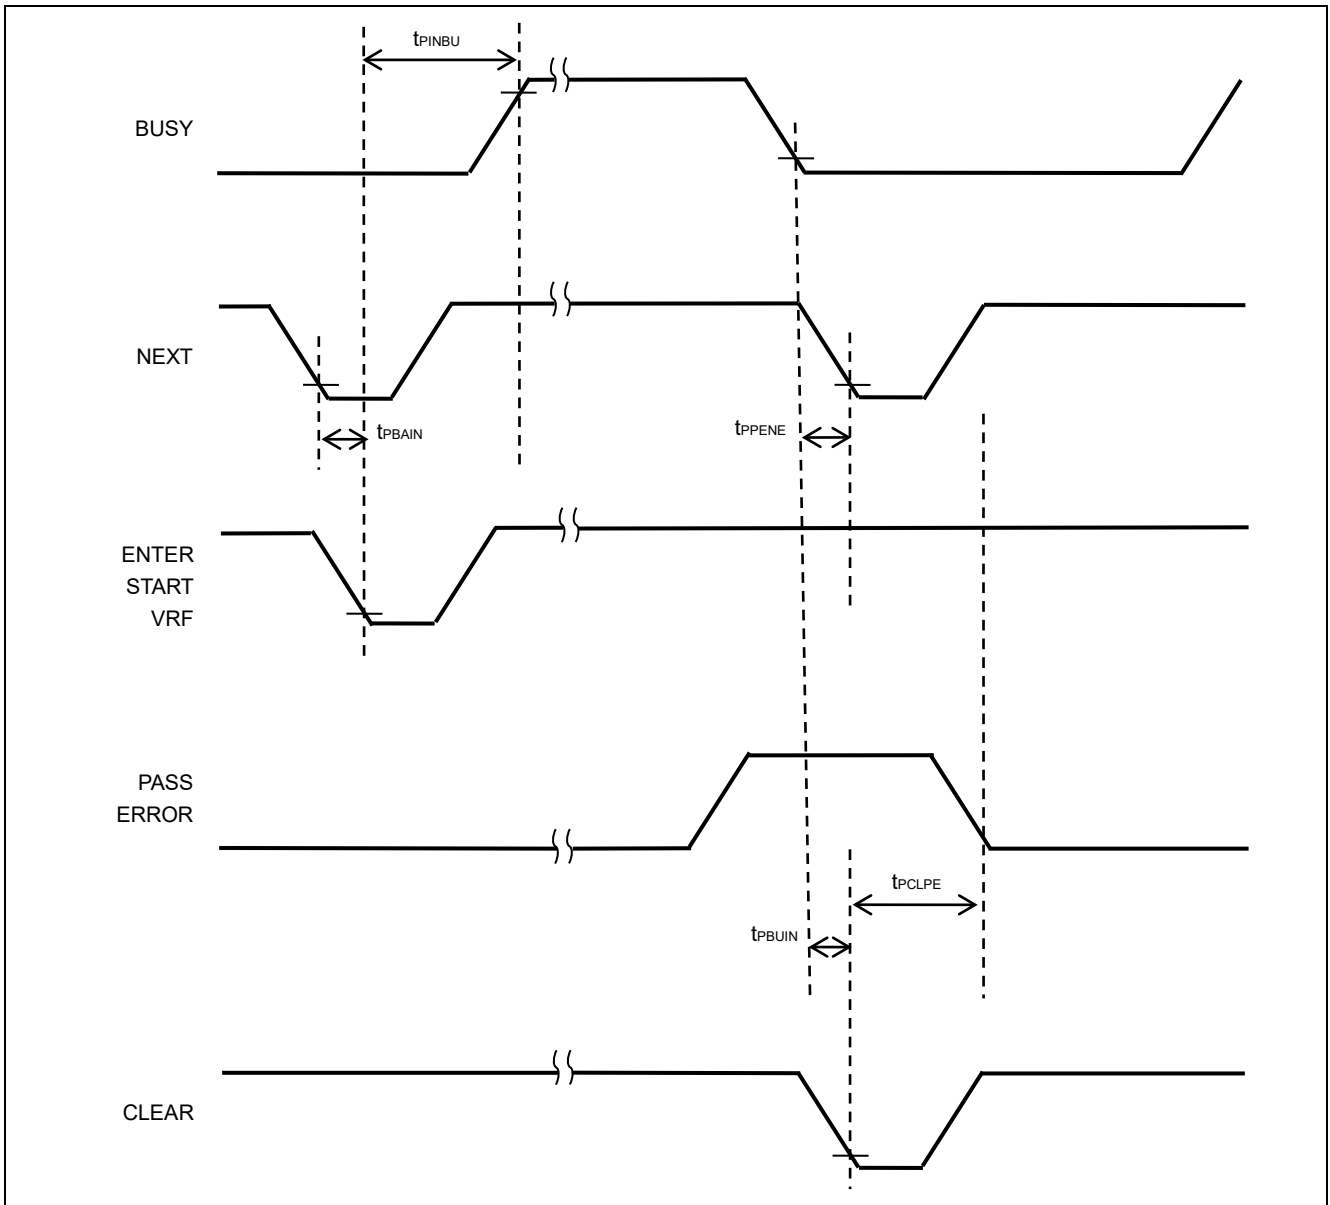 tPINBU
BUSY
NEXT
tPBAIN
tPPENE
ENTER
START
VRF
PASS
ERROR
tPCLPE
tPBUIN
CLEAR